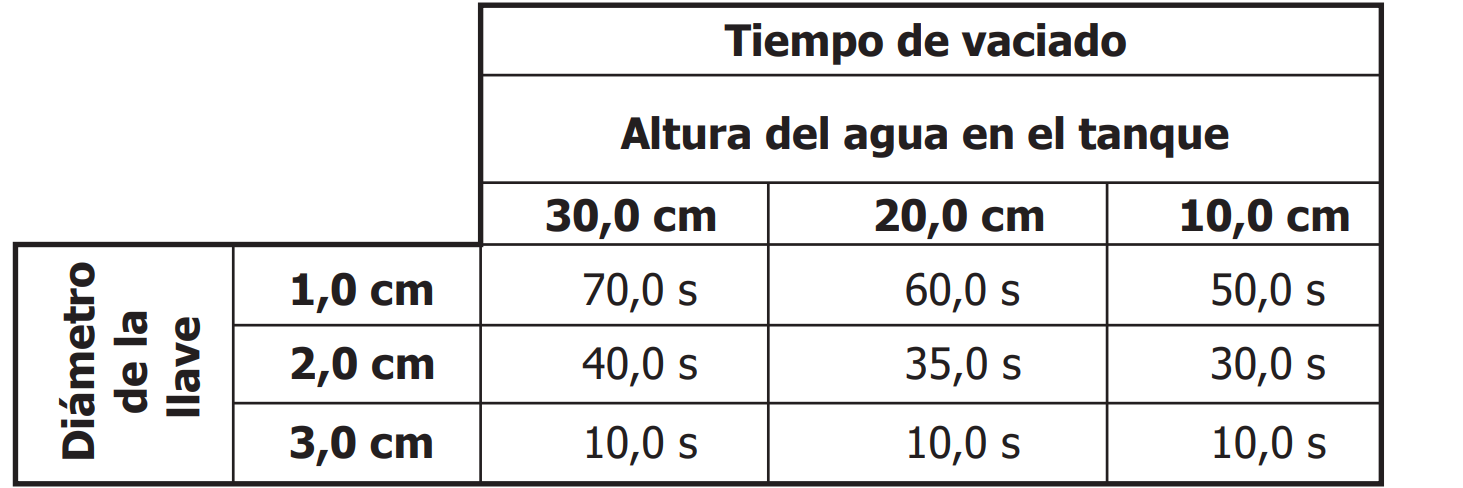 Tiempo de vaciado
Altura del agua en el tanque
30,0 cm 20,0 cm 10,0 cm
Diámetro
de la
llave
1,0 cm 70,0 s 60,0 s 50,0 s
2,0 cm 40,0 s 35,0 s 30,0 s
3,0 cm 10,0 s 10,0 s 10,0 s